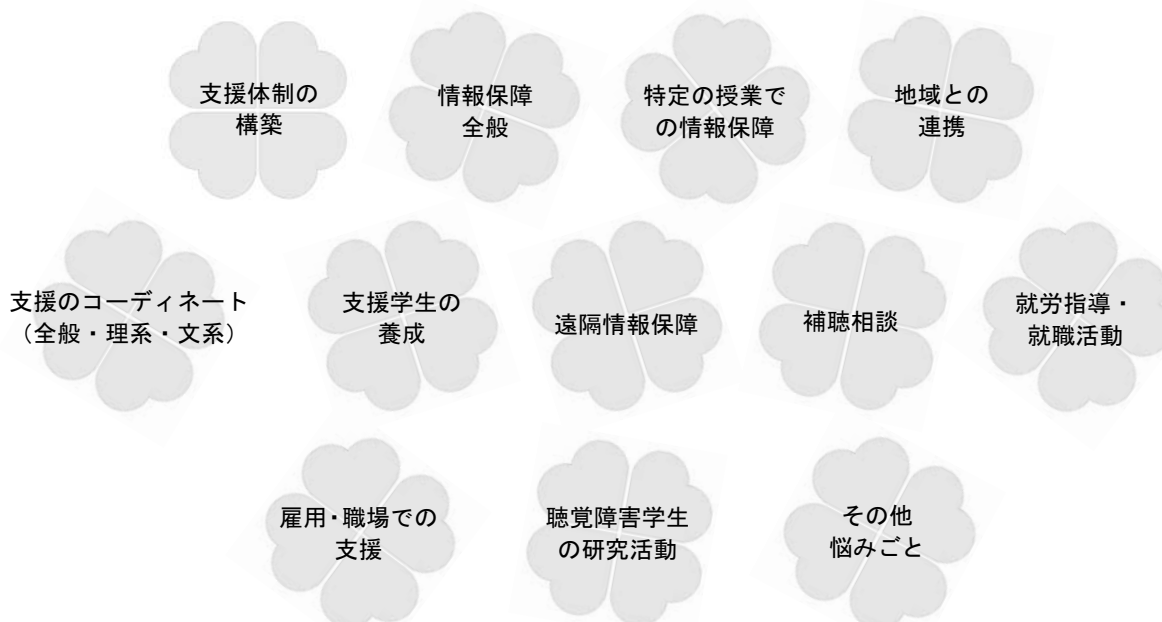 支援体制の
構築
情報保障
全般
特定の授業で
の情報保障
地域との
連携
支援のコーディネート
（全般・理系・文系）
支援学生の
養成
遠隔情報保障
補聴相談
就労指導・
就職活動
雇用・職場での
支援
聴覚障害学生
の研究活動
その他
悩みごと